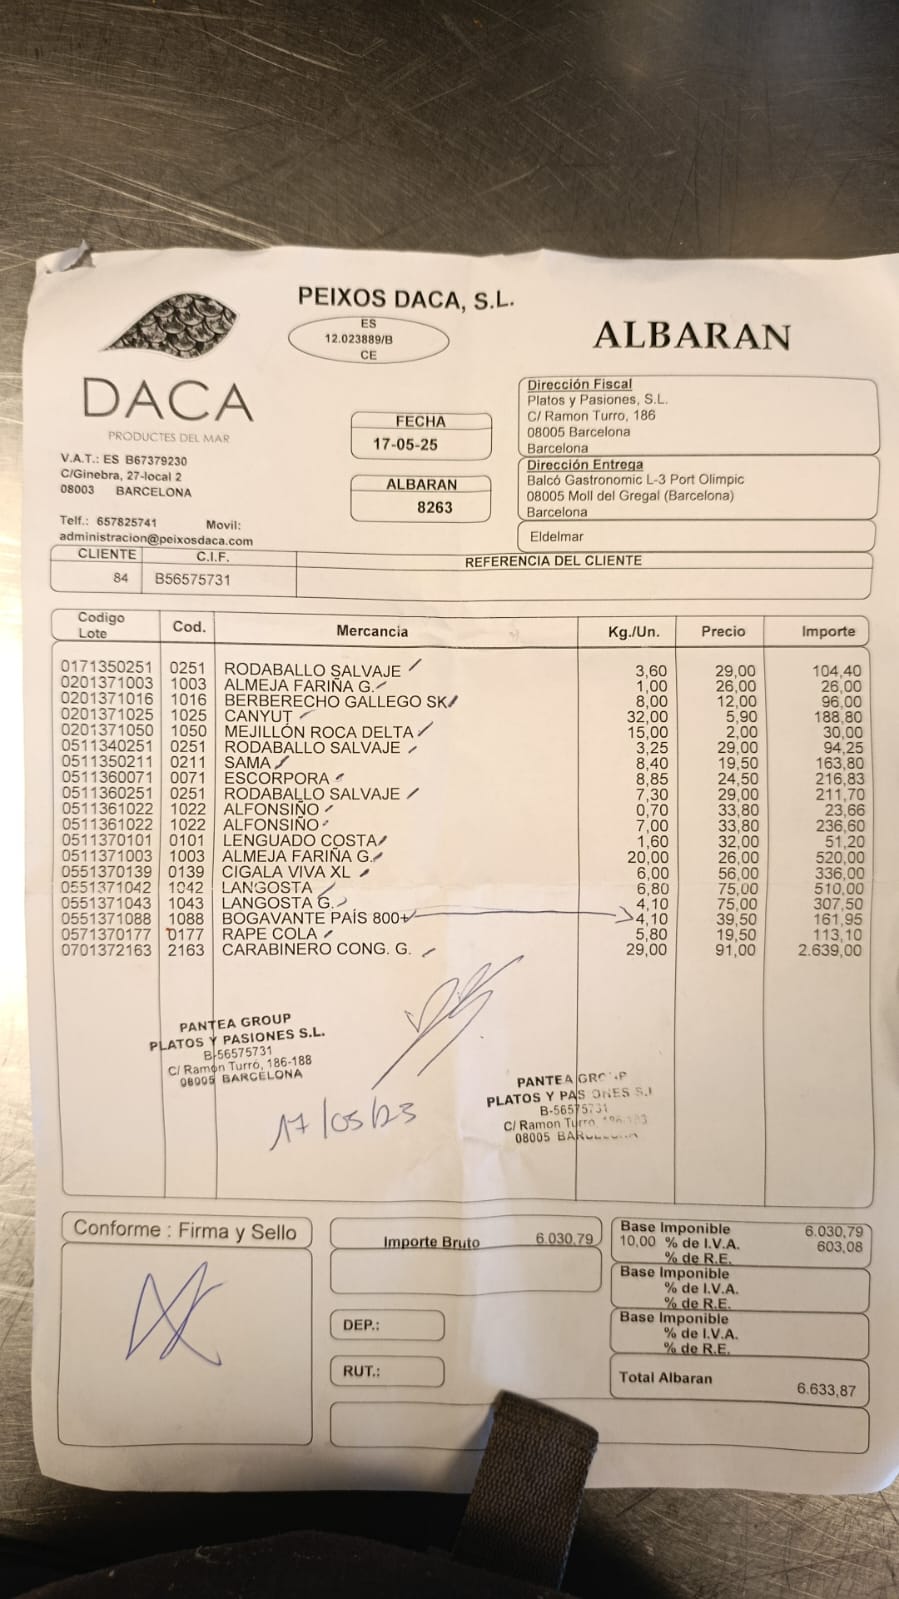 PEIXOS DACA, S.L.
ES
12.023889/B
CE
ALBARAN
DACA
PRODUCTES DEL MAR
V.A.T.: ES B67379230
C/Ginebra, 27-local 2
08003 BARCELONA
Telf.: 657825741 Movil:
administracion@peixosdaca.com
FECHA
17-05-25
ALBARAN
8263
Dirección Fiscal
Platos y Pasiones, S.L.
C/ Ramon Turro, 186
08005 Barcelona
Barcelona
Dirección Entrega
Balcó Gastronomic L-3 Port Olimpic
08005 Moll del Gregal (Barcelona)
Barcelona
Eldelmar
CLIENTE C.I.F. REFERENCIA DEL CLIENTE
84 B56575731
Codigo Lote Cod. Mercancia Kg./Un. Precio Importe
0171350251 0251 RODABALLO SALVAJE 3,60 29,00 104,40
0201371003 1003 ALMEJA FARIÑA G. 1,00 26,00 26,00
0201371016 1016 BERBERECHO GALLEGO SK 8,00 12,00 96,00
0201371025 1025 CANYUT 32,00 5,90 188,80
0201371050 1050 MEJILLÓN ROCA DELTA 15,00 2,00 30,00
0511340251 0251 RODABALLO SALVAJE 3,25 29,00 94,25
0511350211 0211 SAMA 8,40 19,50 163,80
0511360071 0071 ESCORPORA 8,85 24,50 216,83
0511360251 0251 RODABALLO SALVAJE 7,30 29,00 211,70
0511361022 1022 ALFONSIÑO 0,70 33,80 23,66
0511361022 1022 ALFONSIÑO 7,00 33,80 236,60
0511370101 0101 LENGUADO COSTA 1,60 32,00 51,20
0511371003 1003 ALMEJA FARIÑA G. 20,00 26,00 520,00
0551370139 0139 CIGALA VIVA XL 6,00 56,00 336,00
0551371042 1042 LANGOSTA 6,80 75,00 510,00
0551371043 1043 LANGOSTA G. 4,10 75,00 307,50
0551371088 1088 BOGAVANTE PAÍS 800+ 4,10 39,50 161,95
0571370177 0177 RAPE COLA 5,80 19,50 113,10
0701372163 2163 CARABINERO CONG. G. 29,00 91,00 2.639,00
PANTEA GROUP
PLATOS Y PASIONES S.L.
B-56575731
C/ Ramón Turró, 186-188
08005 BARCELONA
17/05/23
PANTEA
PLATOS Y PASIONES S.L
B-56575731
C/ Ramon Turro,
08005
Conforme : Firma y Sello
Importe Bruto 6.030,79
DEP.:
RUT.:
Base Imponible 6.030,79
10,00 % de I.V.A. 603,08
% de R.E.
Base Imponible
% de I.V.A.
% de R.E.
Base Imponible
% de I.V.A.
% de R.E.
Total Albaran 6.633,87